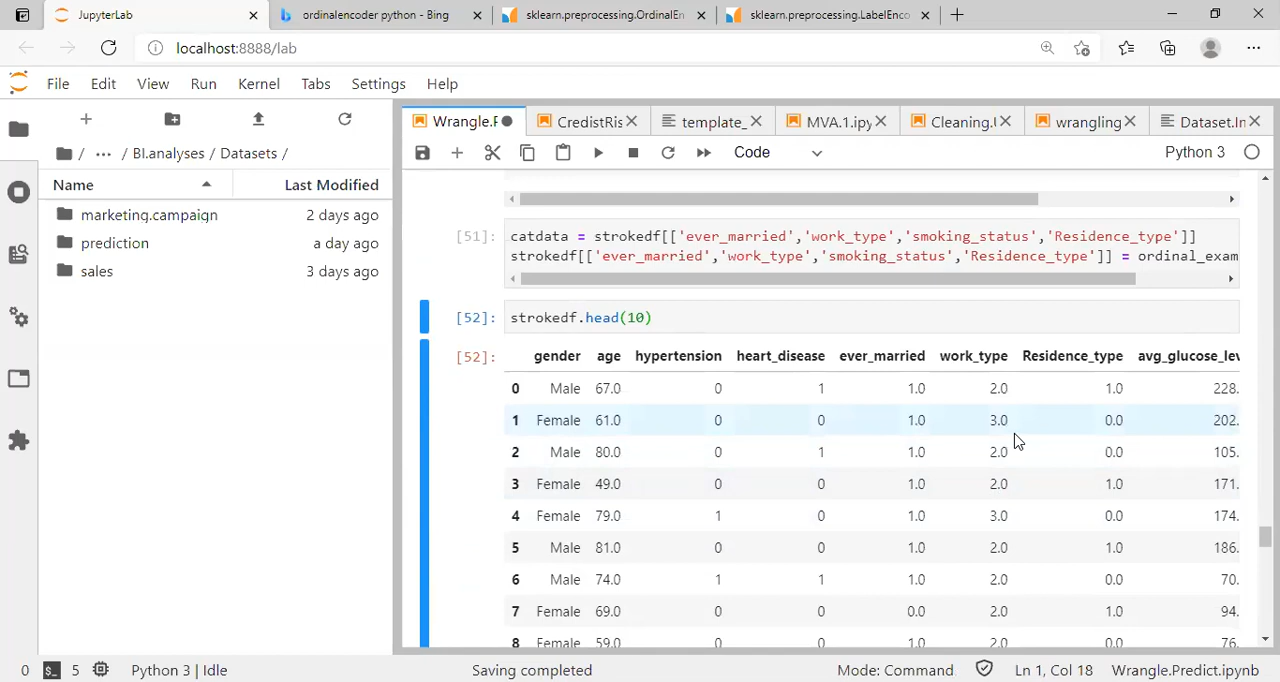 JupyterLab
ordinalencoder python - Bing
sklearn.preprocessing.OrdinalEn
sklearn.preprocessing.LabelEnco
localhost:8888/lab
File Edit View Run Kernel Tabs Settings Help
Wrangle.F
CredistRis
template_
MVA.1.ipy
Cleaning.
wrangling
Dataset.In
Code
Python 3
/ ··· / BI.analyses / Datasets /
Name Last Modified
marketing.campaign 2 days ago
prediction a day ago
sales 3 days ago
[51]: catdata = strokedf[['ever_married','work_type','smoking_status','Residence_type']]
strokedf[['ever_married','work_type','smoking_status','Residence_type']] = ordinal_exam
[52]: strokedf.head(10)
[52]: gender age hypertension heart_disease ever_married work_type Residence_type avg_glucose_lev
0 Male 67.0 0 1 1.0 2.0 1.0 228.
1 Female 61.0 0 0 1.0 3.0 0.0 202.
2 Male 80.0 0 1 1.0 2.0 0.0 105.
3 Female 49.0 0 0 1.0 2.0 1.0 171.
4 Female 79.0 1 0 1.0 3.0 0.0 174.
5 Male 81.0 0 0 1.0 2.0 1.0 186.
6 Male 74.0 1 1 1.0 2.0 0.0 70.
7 Female 69.0 0 0 0.0 2.0 1.0 94.
8 Female 59.0 0 0 1.0 2.0 0.0 76.
0 5 Python 3 | Idle Saving completed Mode: Command Ln 1, Col 18 Wrangle.Predict.ipynb